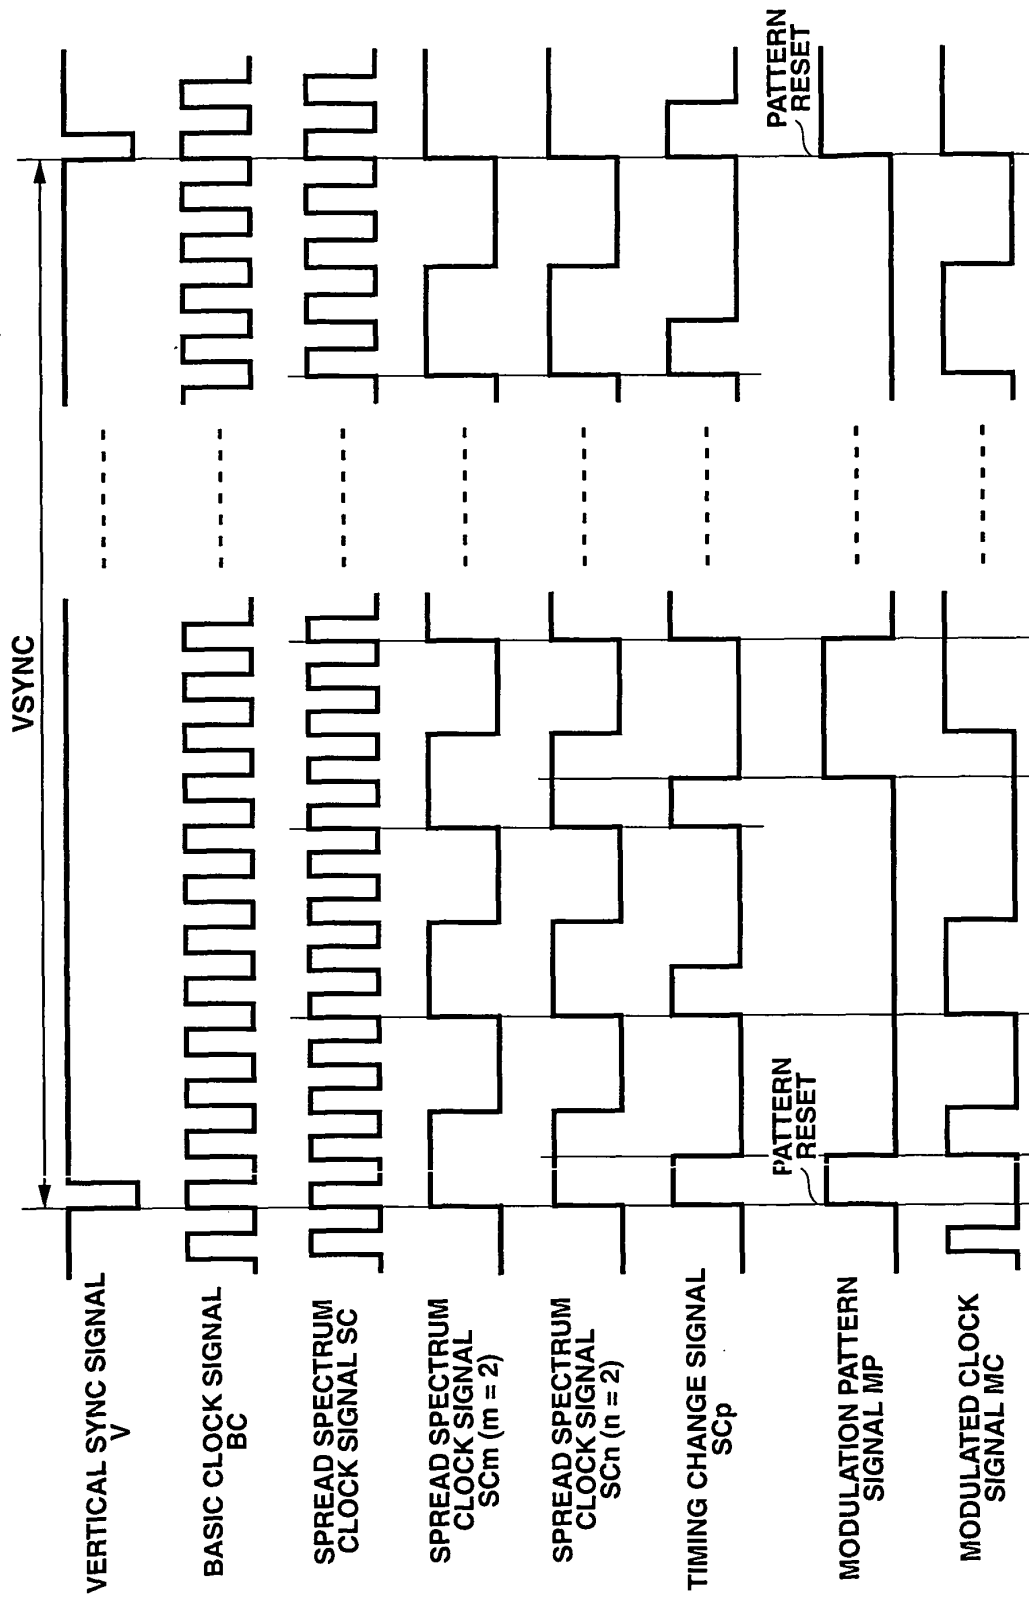 VSYNC
VERTICAL SYNC SIGNAL
V
BASIC CLOCK SIGNAL
BC
SPREAD SPECTRUM
CLOCK SIGNAL SC
SPREAD SPECTRUM
CLOCK SIGNAL
SCm (m = 2)
SPREAD SPECTRUM
CLOCK SIGNAL
SCn (n = 2)
TIMING CHANGE SIGNAL
SCp
PATTERN
RESET
PATTERN
RESET
MODULATION PATTERN
SIGNAL MP
MODULATED CLOCK
SIGNAL MC